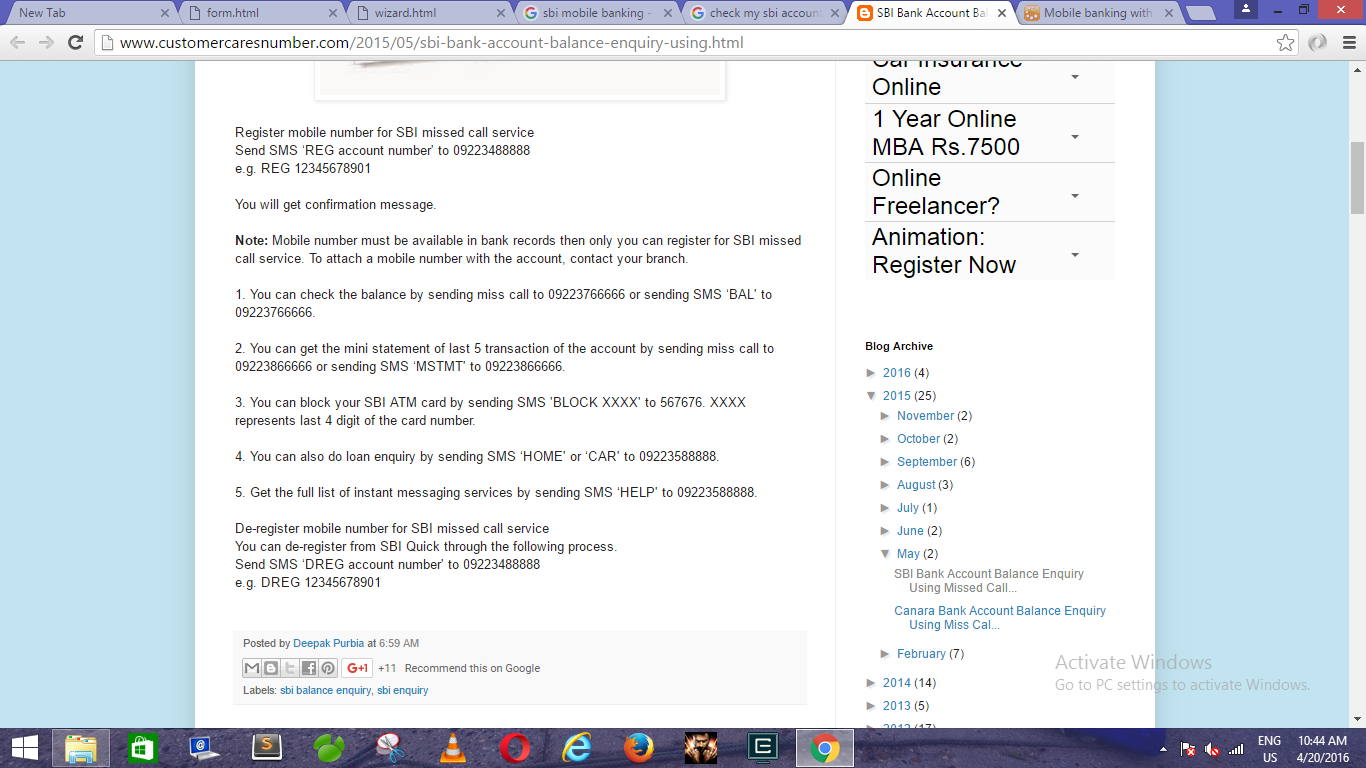 New Tab
form.html
wizard.html
sbi mobile banking -
check my sbi account
SBI Bank Account Bal
Mobile banking with
www.customercaresnumber.com/2015/05/sbi-bank-account-balance-enquiry-using.html
Register mobile number for SBI missed call service
Send SMS ‘REG account number’ to 09223488888
e.g. REG 12345678901
You will get confirmation message.
Note: Mobile number must be available in bank records then only you can register for SBI missed
call service. To attach a mobile number with the account, contact your branch.
1. You can check the balance by sending miss call to 09223766666 or sending SMS ‘BAL’ to
09223766666.
2. You can get the mini statement of last 5 transaction of the account by sending miss call to
09223866666 or sending SMS ‘MSTMT’ to 09223866666.
3. You can block your SBI ATM card by sending SMS 'BLOCK XXXX' to 567676. XXXX
represents last 4 digit of the card number.
4. You can also do loan enquiry by sending SMS ‘HOME’ or ‘CAR’ to 09223588888.
5. Get the full list of instant messaging services by sending SMS ‘HELP’ to 09223588888.
De-register mobile number for SBI missed call service
You can de-register from SBI Quick through the following process.
Send SMS ‘DREG account number’ to 09223488888
e.g. DREG 12345678901
Posted by Deepak Purbia at 6:59 AM
G+1 +11 Recommend this on Google
Labels: sbi balance enquiry, sbi enquiry
Car Insurance
Online
1 Year Online
MBA Rs.7500
Online
Freelancer?
Animation:
Register Now
Blog Archive
► 2016 (4)
▼ 2015 (25)
► November (2)
► October (2)
► September (6)
► August (3)
► July (1)
► June (2)
▼ May (2)
SBI Bank Account Balance Enquiry
Using Missed Call...
Canara Bank Account Balance Enquiry
Using Miss Cal...
► February (7)
► 2014 (14)
► 2013 (5)
2012 (17)
Activate Windows
Go to PC settings to activate Windows.
ENG
US
10:44 AM
4/20/2016